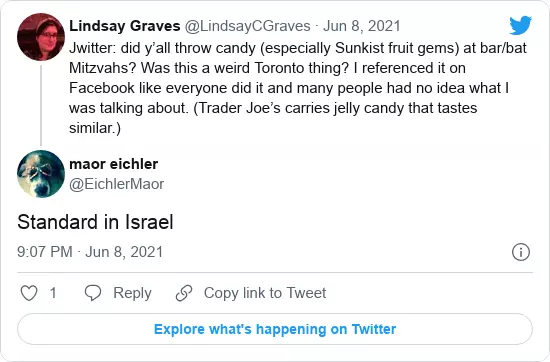 Lindsay Graves @LindsayCGraves · Jun 8, 2021
Jwitter: did y’all throw candy (especially Sunkist fruit gems) at bar/bat
Mitzvahs? Was this a weird Toronto thing? I referenced it on
Facebook like everyone did it and many people had no idea what I
was talking about. (Trader Joe’s carries jelly candy that tastes
similar.)
maor eichler
@EichlerMaor
Standard in Israel
9:07 PM · Jun 8, 2021
1 Reply Copy link to Tweet
Explore what's happening on Twitter